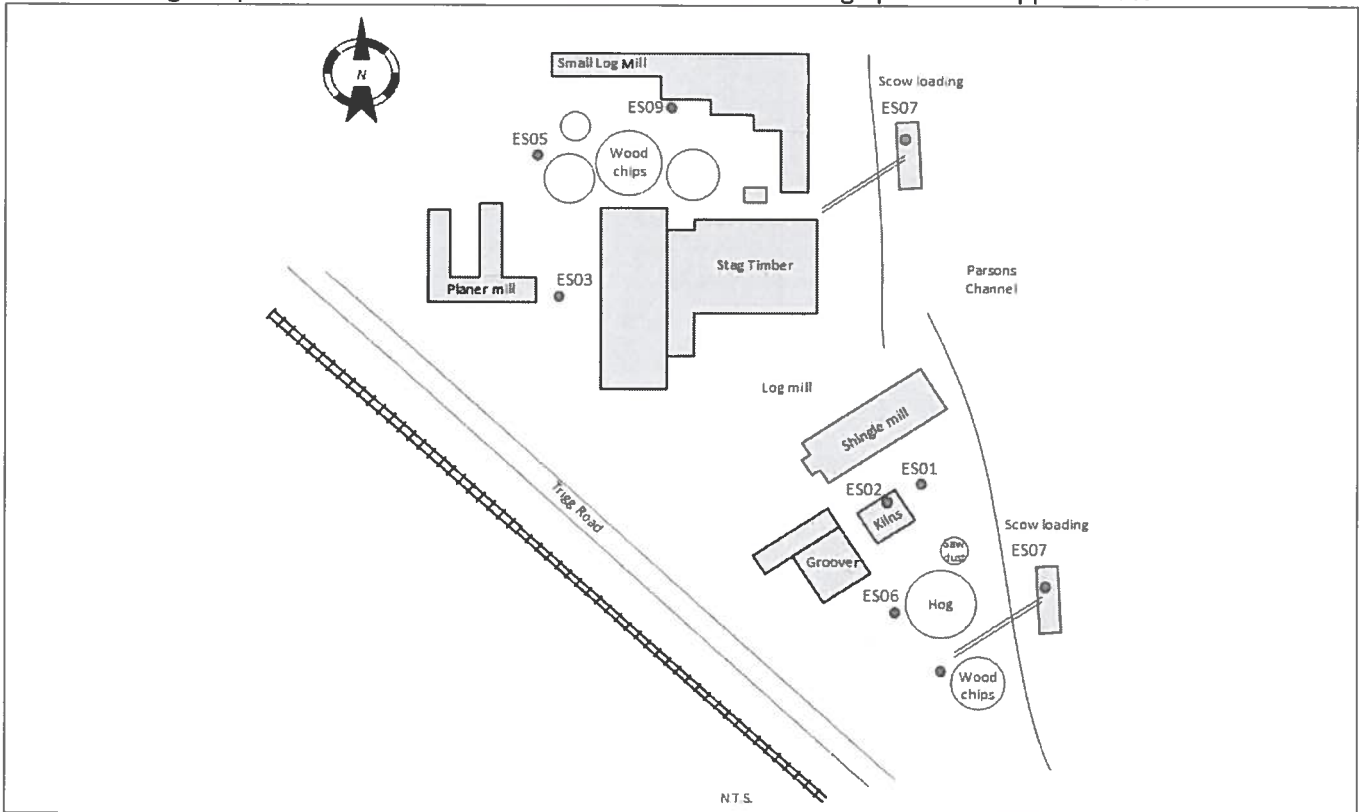 N
Small Log Mill
Scow loading
ES07
ES09
ES05
Wood
chips
Stag Timber
Parsons
Channel
ES03
Planer mill
Log mill
Shingle mill
ES01
ES02
Kilns
Trigg Road
Scow loading
ES07
Saw
dust
Groover
ES06
Hog
Wood
chips
N.T.S.